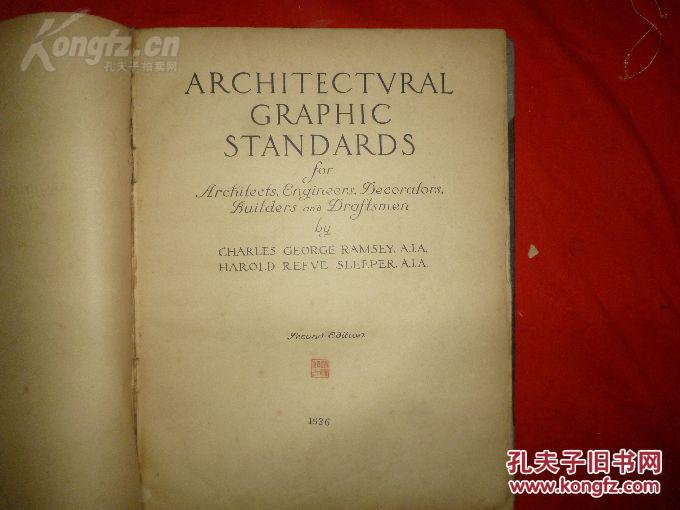 Kongfz.cn
孔夫子拍卖网
ARCHITECTVRAL
GRAPHIC
STANDARDS
for
Architects, Engineers, Decorators,
Builders and Draftsmen
by
CHARLES GEORGE RAMSEY, A.I.A.
HAROLD REEVE SLEEPER, A.I.A.
Second Edition
1936
孔夫子旧书网
KONGFZ.COM